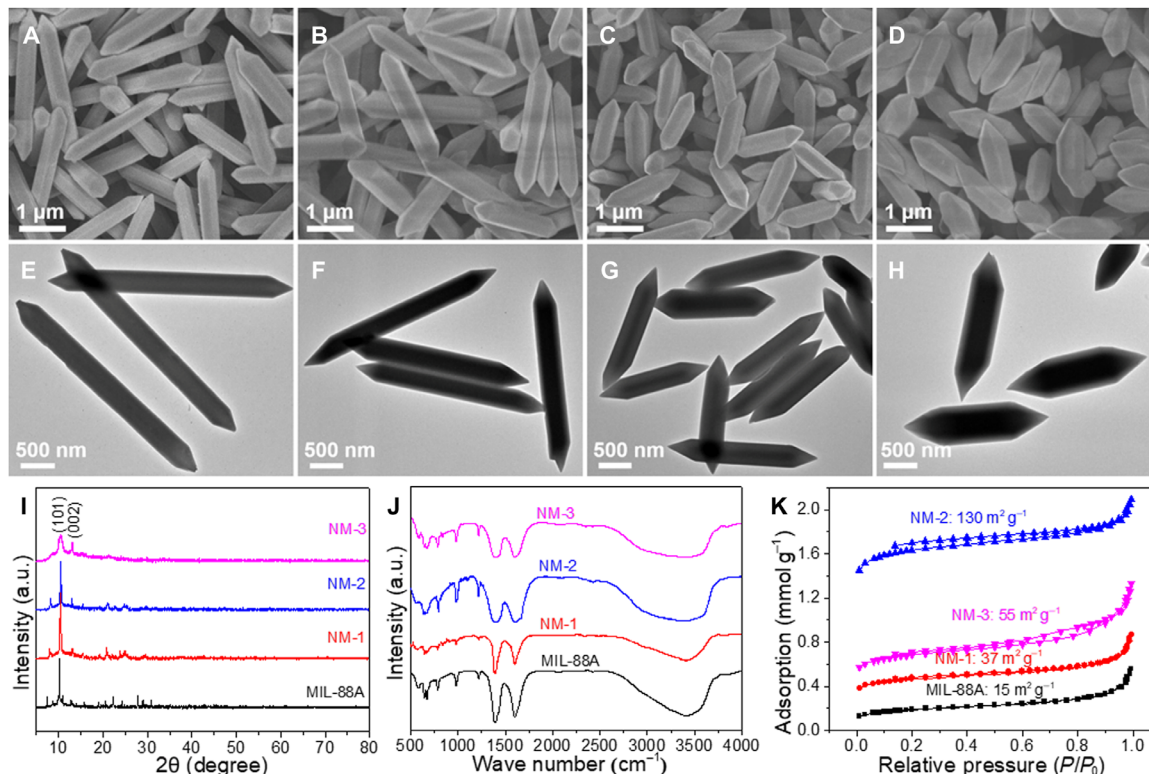 A
B
C
D
1 µm
1 µm
1 µm
1 µm
E
F
G
H
500 nm
500 nm
500 nm
500 nm
I
(101)
(002)
NM-3
NM-2
NM-1
MIL-88A
Intensity (a.u.)
10 20 30 40 50 60 70 80
2θ (degree)
J
NM-3
NM-2
NM-1
MIL-88A
Intensity (a.u.)
500 1000 1500 2000 2500 3000 3500 4000
Wave number (cm⁻¹)
K
2.0
1.6
1.2
0.8
0.4
0.0
NM-2: 130 m² g⁻¹
NM-3: 55 m² g⁻¹
NM-1: 37 m² g⁻¹
MIL-88A: 15 m² g⁻¹
Adsorption (mmol g⁻¹)
0.0 0.2 0.4 0.6 0.8 1.0
Relative pressure (P/P₀)